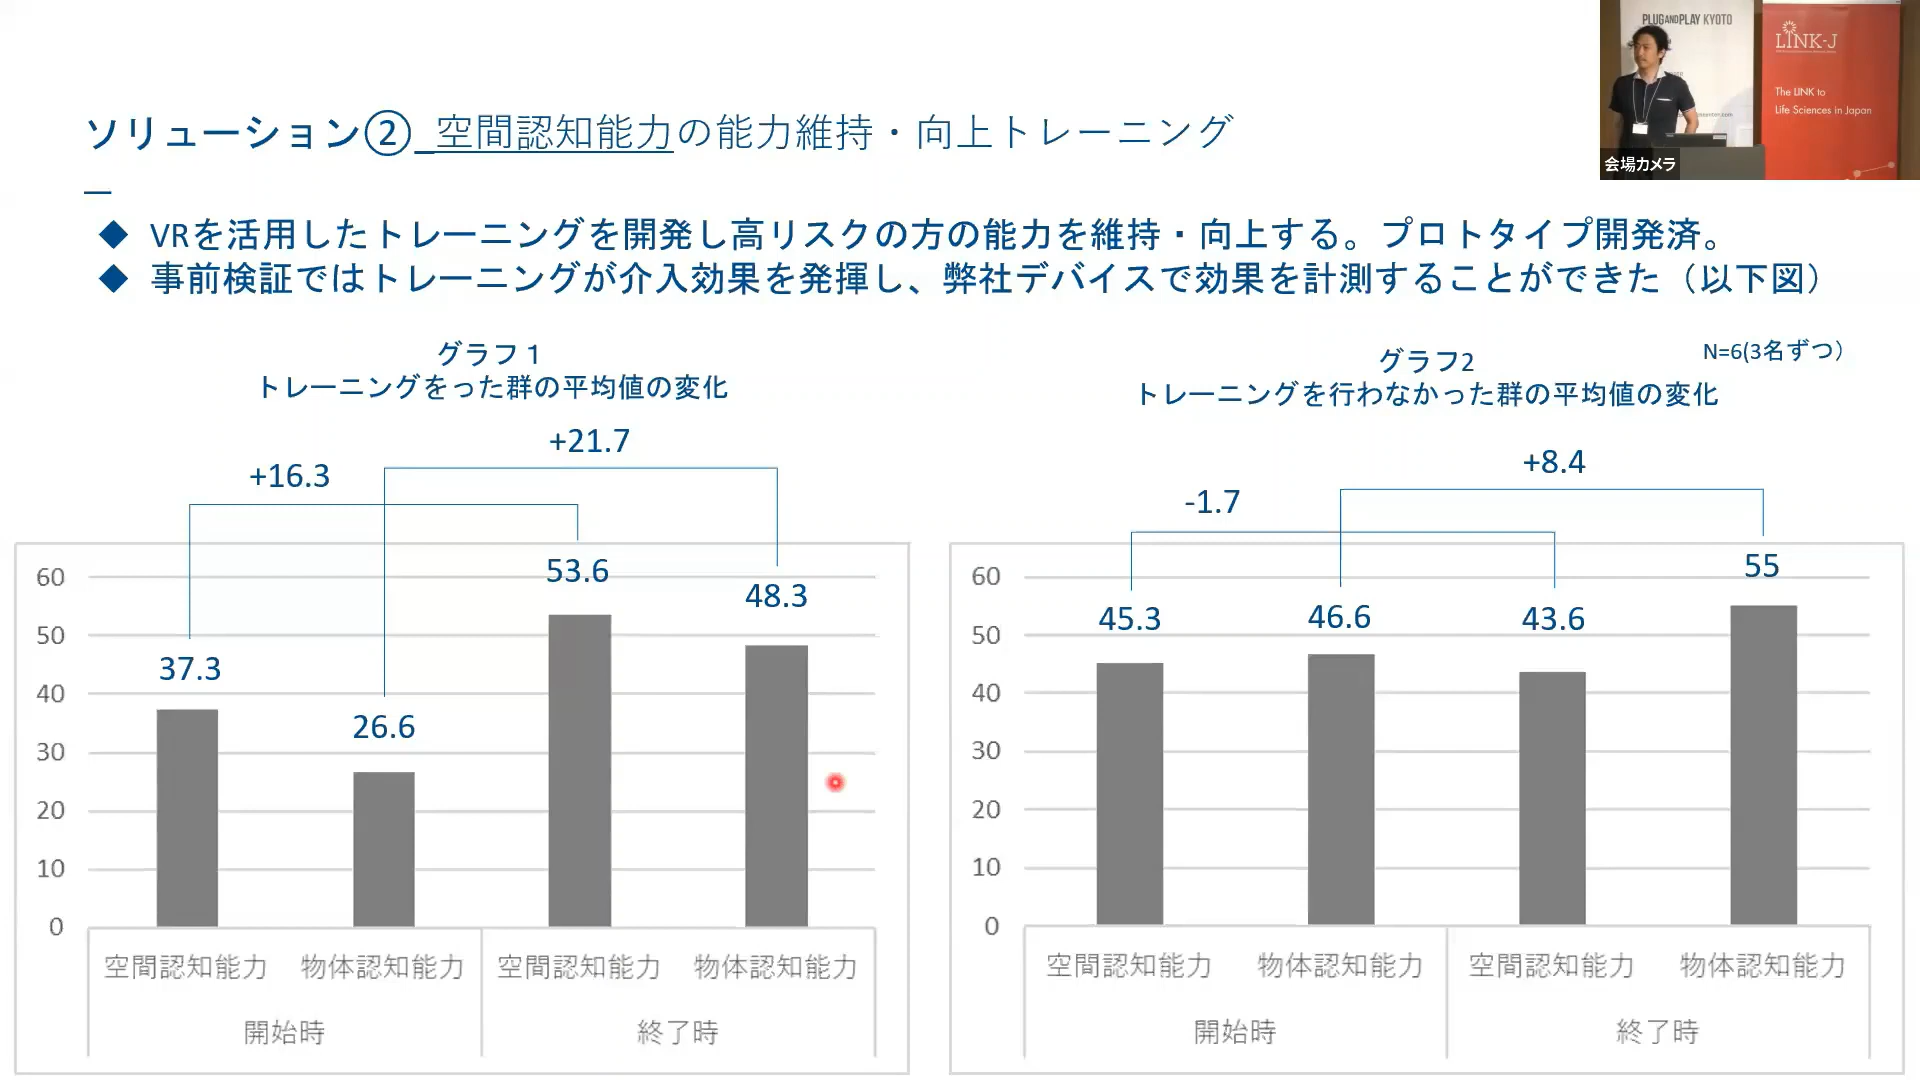 PLUGANDPLAY KYOTO
LINK-J
The LINK to
Life Sciences in Japan
会場カメラ
ソリューション②_空間認知能力の能力維持・向上トレーニング
◆ VRを活用したトレーニングを開発し高リスクの方の能力を維持・向上する。プロトタイプ開発済。
◆ 事前検証ではトレーニングが介入効果を発揮し、弊社デバイスで効果を計測することができた（以下図）
グラフ1
トレーニングをった群の平均値の変化
+21.7
+16.3
53.6
48.3
37.3
26.6
60
50
40
30
20
10
0
空間認知能力 物体認知能力 空間認知能力 物体認知能力
開始時 終了時
グラフ2
N=6(3名ずつ）
トレーニングを行わなかった群の平均値の変化
+8.4
-1.7
55
45.3
46.6
43.6
60
50
40
30
20
10
0
空間認知能力 物体認知能力 空間認知能力 物体認知能力
開始時 終了時